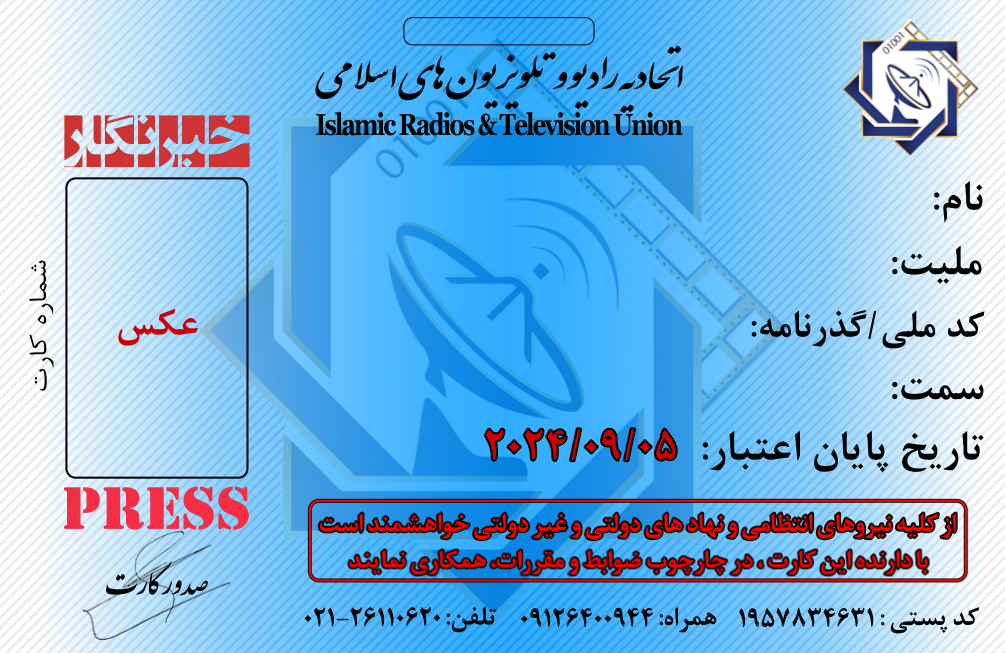 اتحادیه رادیو و تلویزیون های اسلامی
Islamic Radios & Television Union
01001
01001
خبرنگار
نام:
ملیت:
کد ملی/گذرنامه:
سمت:
تاریخ پایان اعتبار: ۲۰۲۴/۰۹/۰۵
شماره کارت
عکس
PRESS
صدور کارت
از کلیه نیروهای انتظامی و نهاد های دولتی و غیر دولتی خواهشمند است
با دارنده این کارت ، در چارچوب ضوابط و مقررات، همکاری نمایند
کد پستی : ۱۹۵۷۸۳۴۶۳۱ همراه: ۰۹۱۲۶۴۰۰۹۴۴ تلفن: ۲۶۱۱۰۶۲۰-۰۲۱